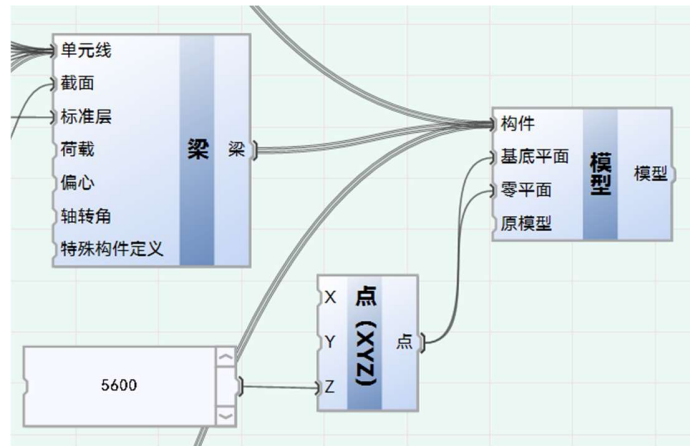 单元线
截面
标准层
荷载
偏心
轴转角
特殊构件定义
梁
梁
构件
基底平面
零平面
原模型
模型
模型
X
Y
Z
点（XYZ）
点
5600